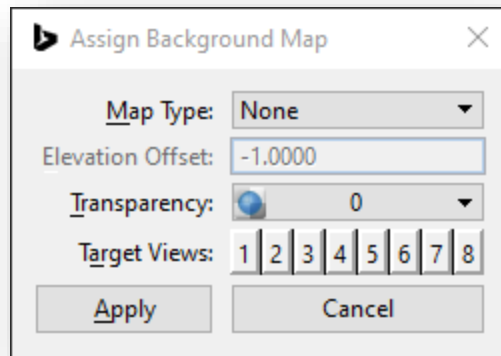 Assign Background Map
Map Type: None
Elevation Offset: -1.0000
Transparency: 0
Target Views: 1 2 3 4 5 6 7 8
Apply Cancel